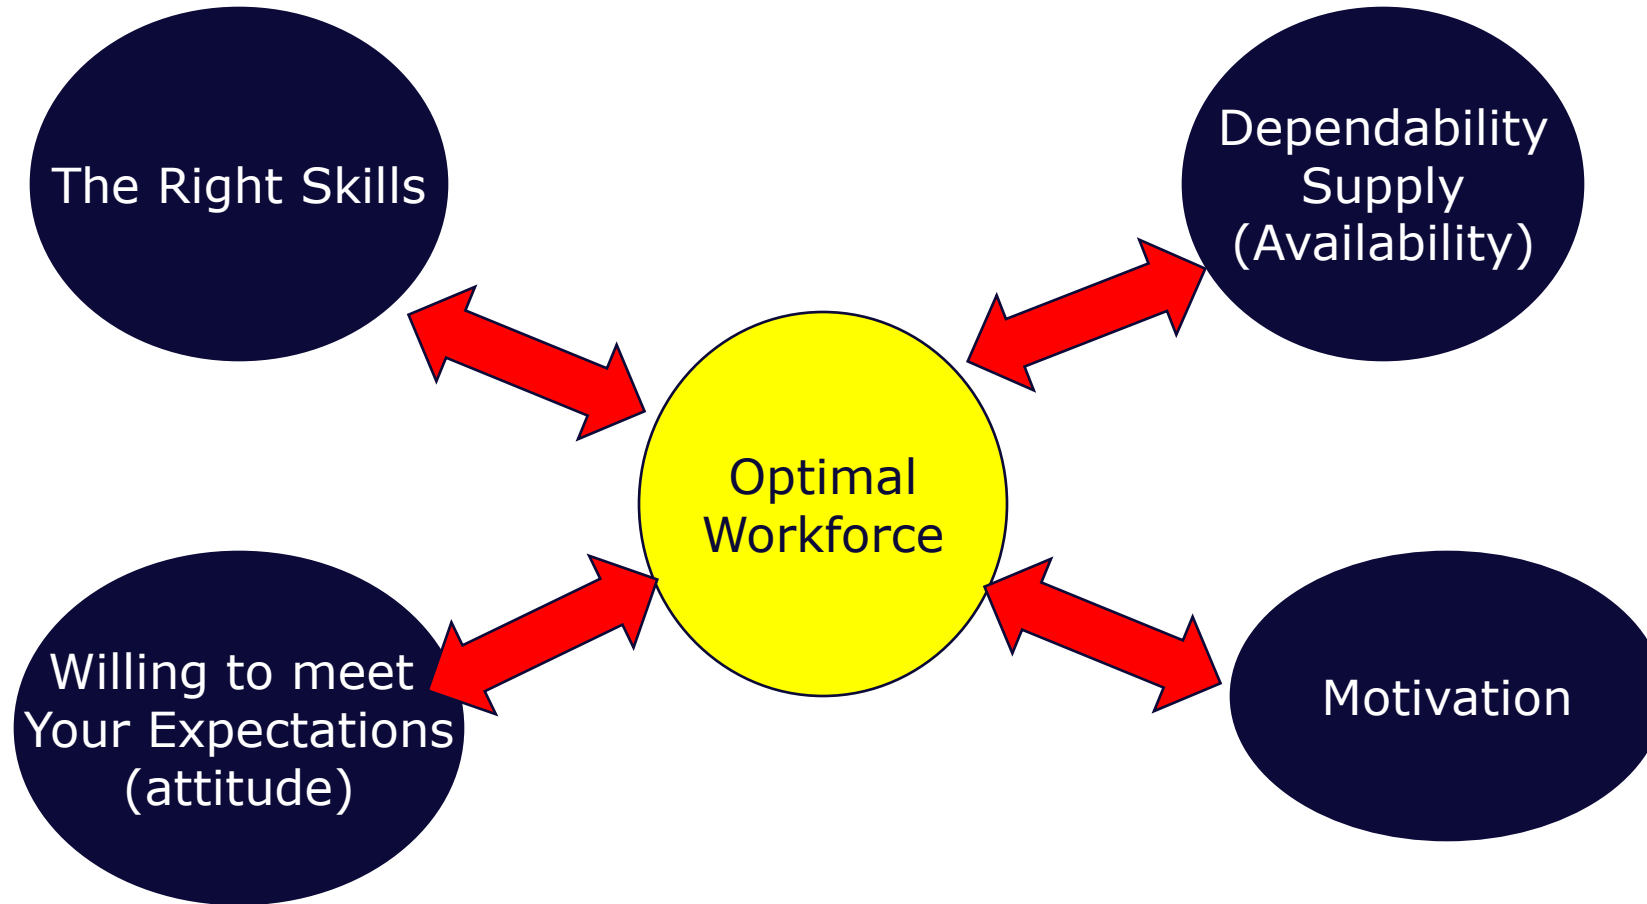 The Right Skills
Dependability
Supply
(Availability)
Optimal
Workforce
Willing to meet
Your Expectations
(attitude)
Motivation